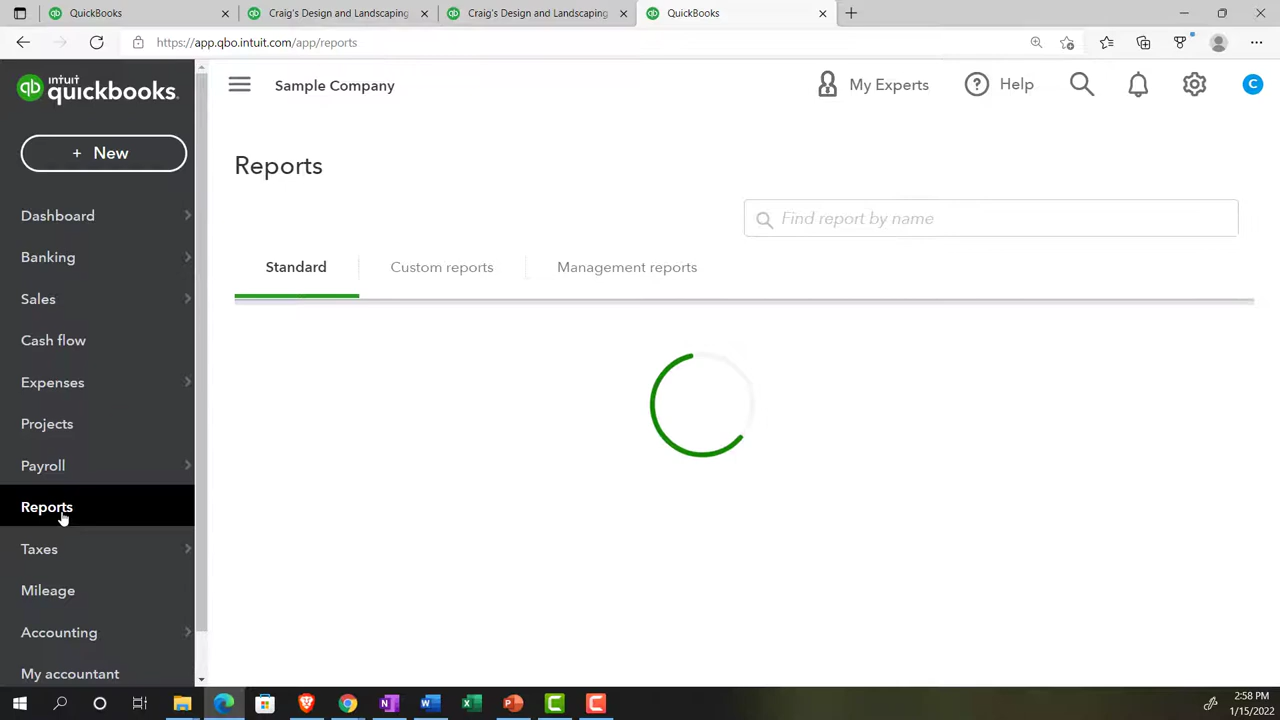 QuickBooks
Craig's Design and Landscaping
Craig's Design and Landscaping
QuickBooks
https://app.qbo.intuit.com/app/reports
intuit
quickbooks.
Sample Company
My Experts
Help
C
+ New
Reports
Find report by name
Standard
Custom reports
Management reports
Dashboard
Banking
Sales
Cash flow
Expenses
Projects
Payroll
Reports
Taxes
Mileage
Accounting
My accountant
2:58 PM
1/15/2022